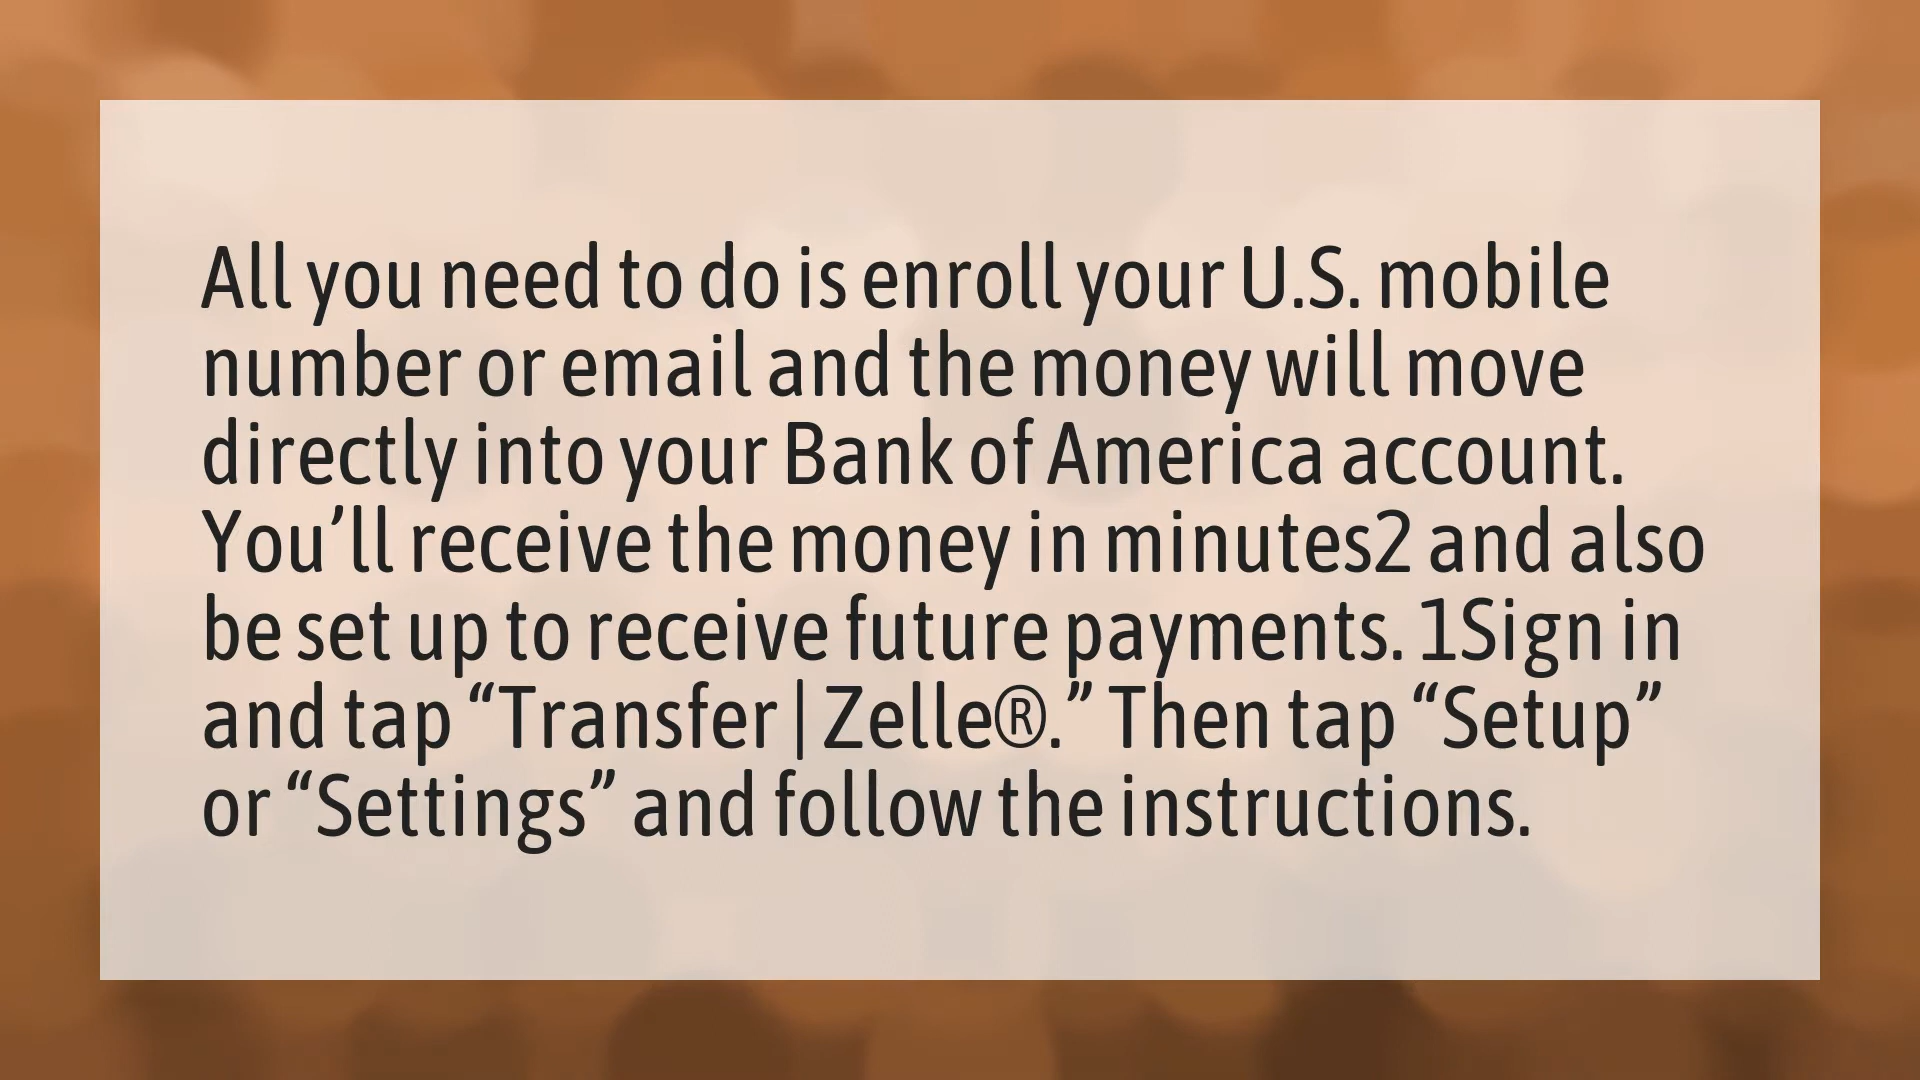 All you need to do is enroll your U.S. mobile
number or email and the money will move
directly into your Bank of America account.
You’ll receive the money in minutes2 and also
be set up to receive future payments. 1Sign in
and tap “Transfer | Zelle®.” Then tap “Setup”
or “Settings” and follow the instructions.